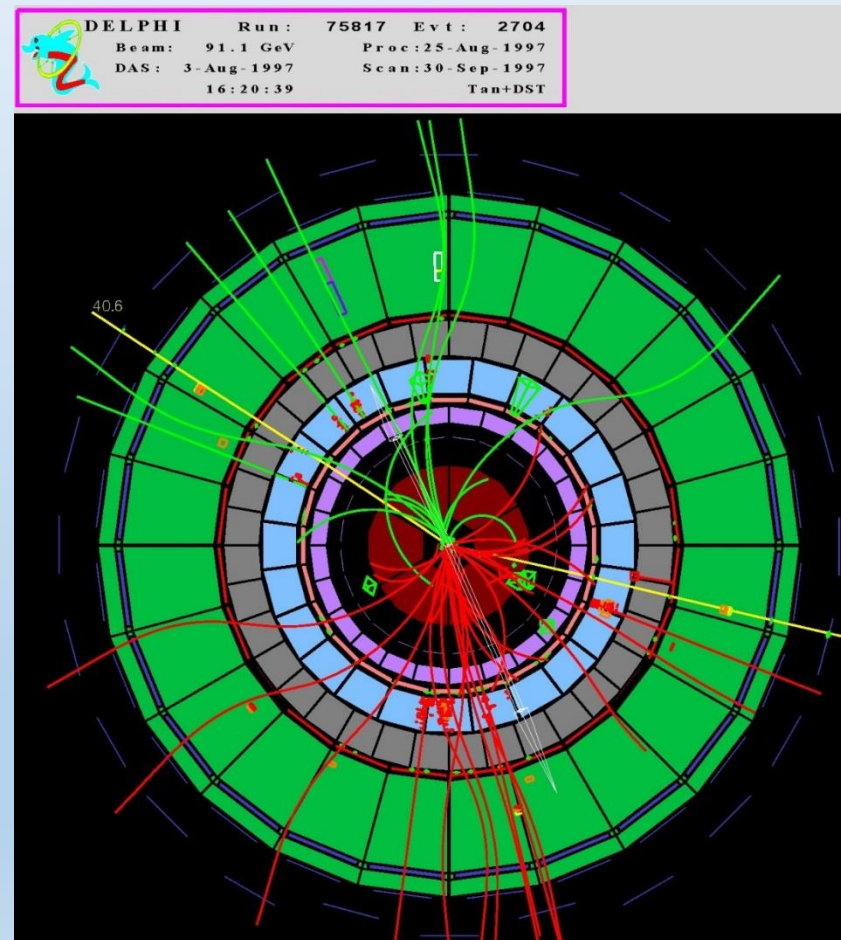 DELPHI Run: 75817 Evt: 2704
Beam: 91.1 GeV Proc:25-Aug-1997
DAS: 3-Aug-1997 Scan:30-Sep-1997
16:20:39 Tan+DST
40.6